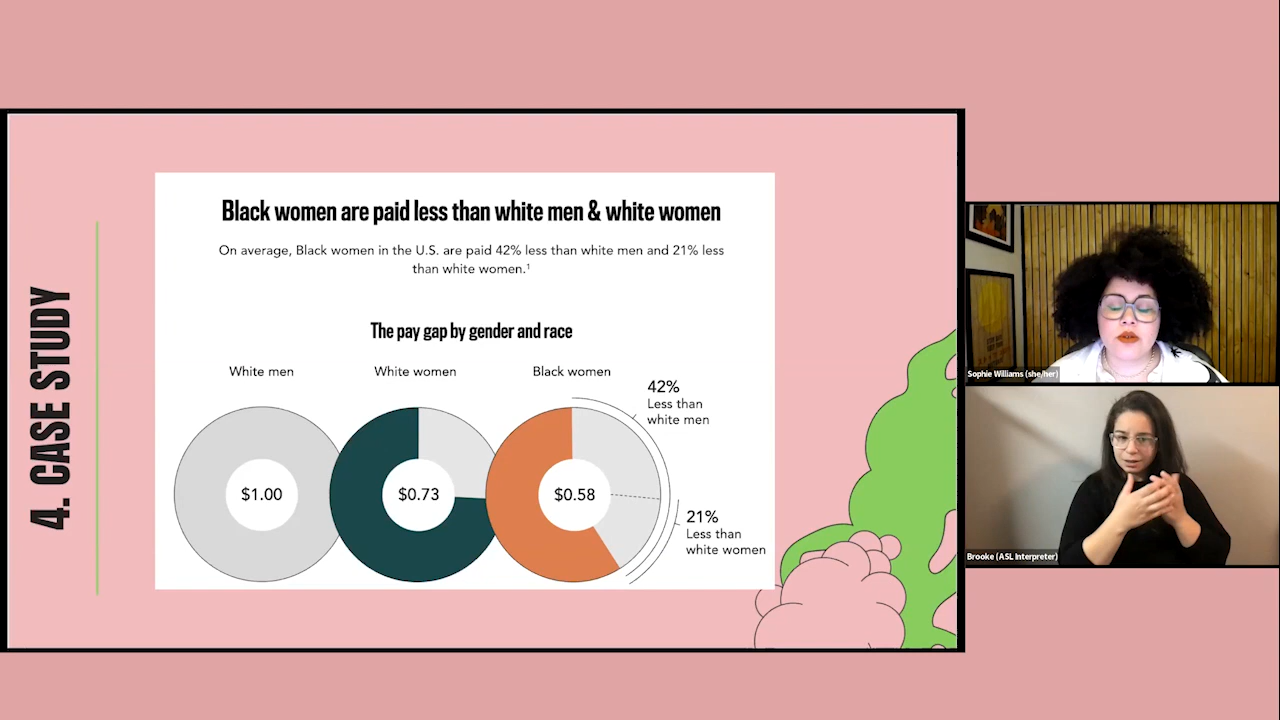 4. CASE STUDY
Black women are paid less than white men & white women
On average, Black women in the U.S. are paid 42% less than white men and 21% less
than white women.¹
The pay gap by gender and race
White men
White women
Black women
$1.00
$0.73
$0.58
42%
Less than
white men
21%
Less than
white women
Sophie Williams (she/her)
Brooke (ASL Interpreter)